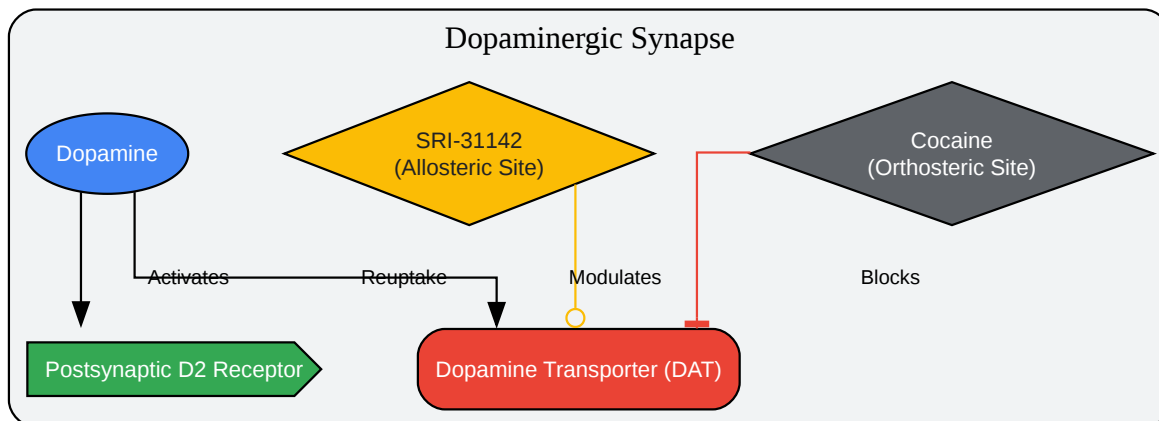 Dopaminergic Synapse
Dopamine
SRI-31142
(Allosteric Site)
Cocaine
(Orthosteric Site)
Activates
Reuptake
Modulates
Blocks
Postsynaptic D2 Receptor
Dopamine Transporter (DAT)